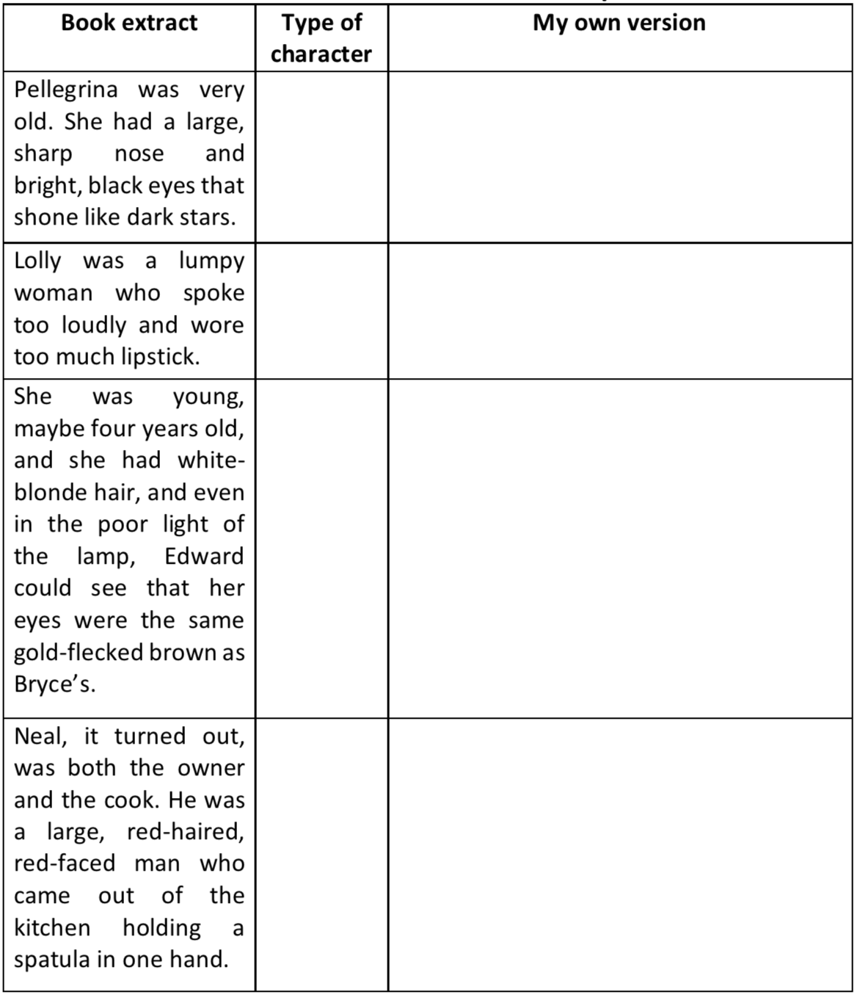 Book extract
Type of
character
My own version
Pellegrina was very
old. She had a large,
sharp nose and
bright, black eyes that
shone like dark stars.
Lolly was a lumpy
woman who spoke
too loudly and wore
too much lipstick.
She was young,
maybe four years old,
and she had white-
blonde hair, and even
in the poor light of
the lamp, Edward
could see that her
eyes were the same
gold-flecked brown as
Bryce’s.
Neal, it turned out,
was both the owner
and the cook. He was
a large, red-haired,
red-faced man who
came out of the
kitchen holding a
spatula in one hand.